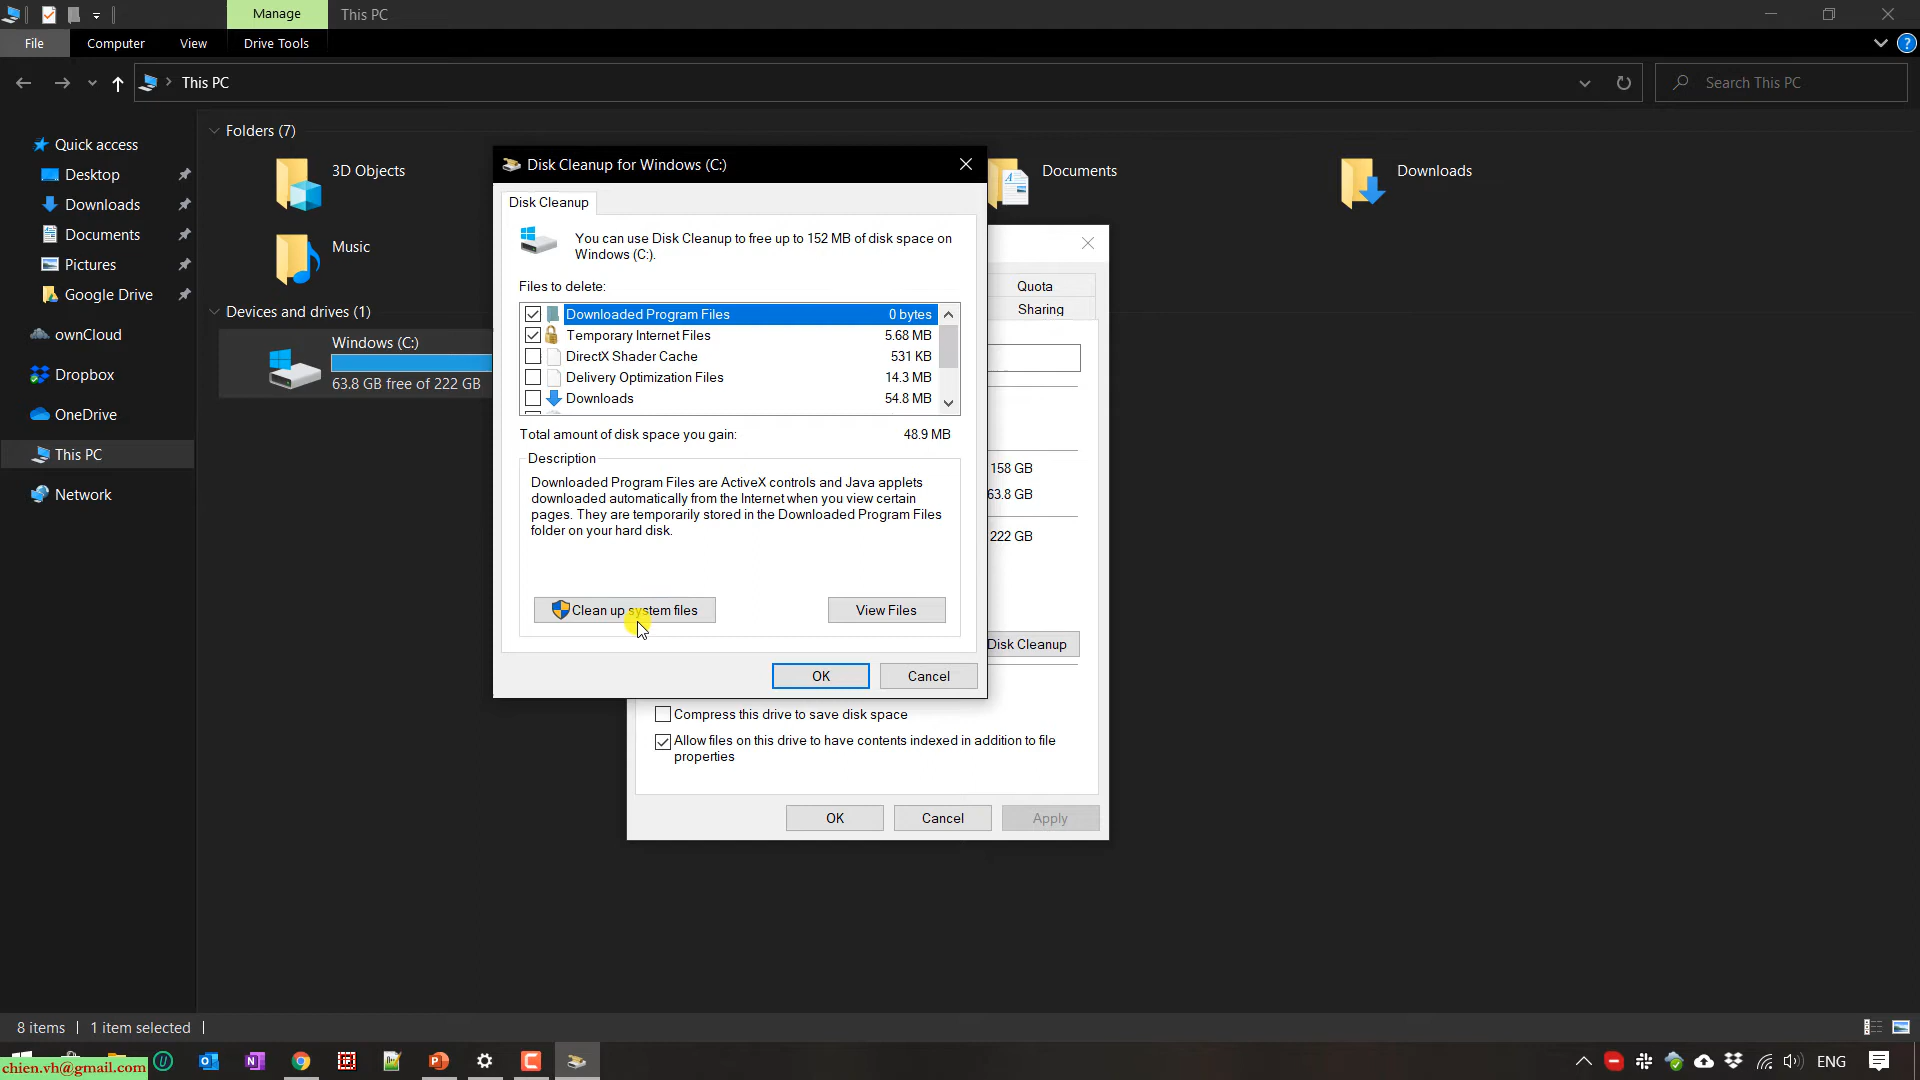 Manage
This PC
File
Computer
View
Drive Tools
This PC
Search This PC
Quick access
Desktop
Downloads
Documents
Pictures
Google Drive
ownCloud
Dropbox
OneDrive
This PC
Network
Folders (7)
3D Objects
Documents
Downloads
Music
Devices and drives (1)
Windows (C:)
63.8 GB free of 222 GB
Disk Cleanup for Windows (C:)
Disk Cleanup
You can use Disk Cleanup to free up to 152 MB of disk space on
Windows (C:).
Files to delete:
Downloaded Program Files 0 bytes
Temporary Internet Files 5.68 MB
DirectX Shader Cache 531 KB
Delivery Optimization Files 14.3 MB
Downloads 54.8 MB
Total amount of disk space you gain: 48.9 MB
Description
Downloaded Program Files are ActiveX controls and Java applets
downloaded automatically from the Internet when you view certain
pages. They are temporarily stored in the Downloaded Program Files
folder on your hard disk.
Clean up system files
View Files
OK
Cancel
Quota
Sharing
158 GB
63.8 GB
222 GB
Disk Cleanup
Compress this drive to save disk space
Allow files on this drive to have contents indexed in addition to file
properties
OK
Cancel
Apply
8 items
1 item selected
chien.vh@gmail.com
ENG